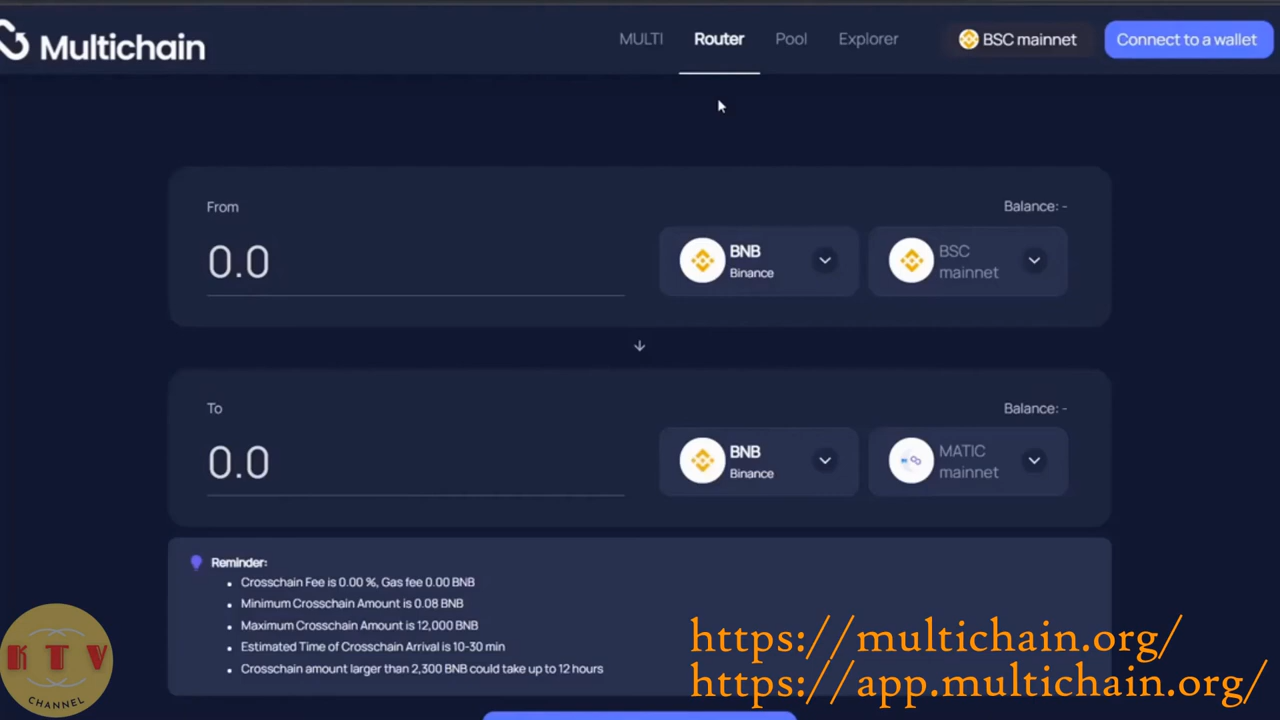 Multichain
MULTI Router Pool Explorer BSC mainnet Connect to a wallet
From Balance: -
0.0 BNB Binance BSC mainnet
To Balance: -
0.0 BNB Binance MATIC mainnet
Reminder:
Crosschain Fee is 0.00 %, Gas fee 0.00 BNB
Minimum Crosschain Amount is 0.08 BNB
Maximum Crosschain Amount is 12,000 BNB
Estimated Time of Crosschain Arrival is 10-30 min
Crosschain amount larger than 2,300 BNB could take up to 12 hours
https://multichain.org/
https://app.multichain.org/
KTV
CHANNEL